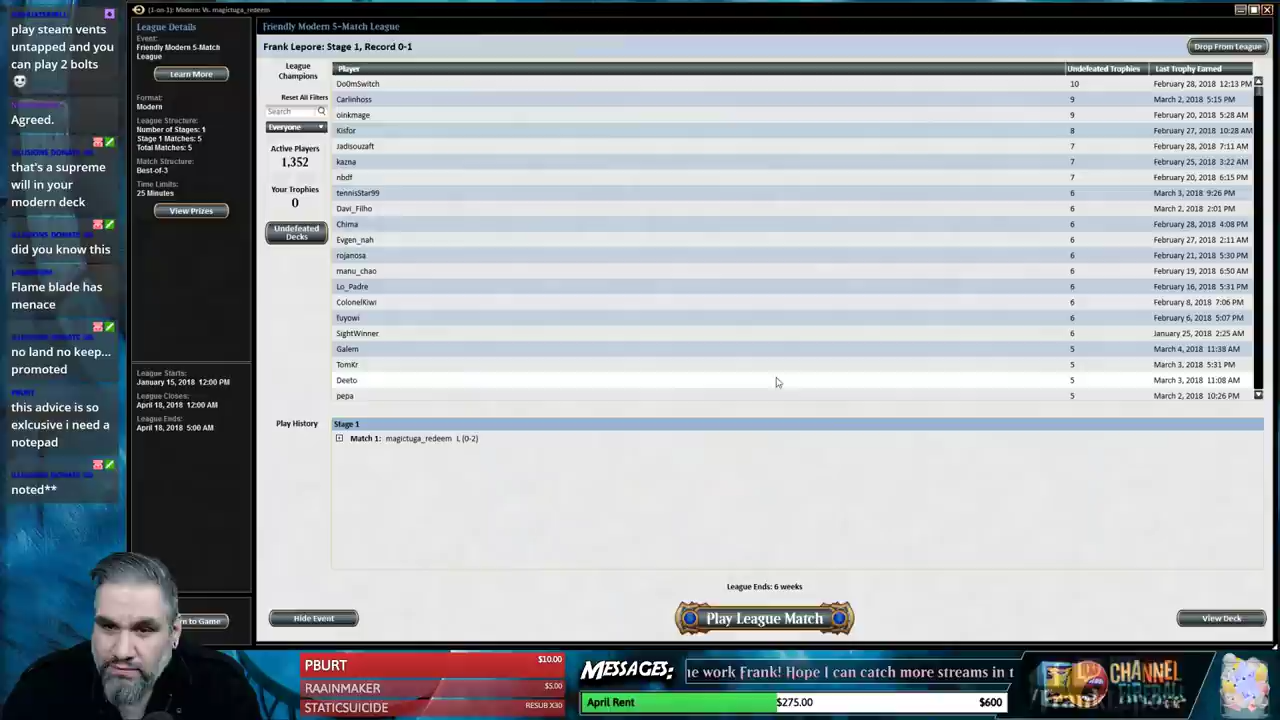 play steam vents
untapped and you
can play 2 bolts
Agreed.
that's a supreme
will in your
modern deck
did you know this
Flame blade has
menace
no land no keep...
promoted
PBURT
this advice is so
exlcusive i need a
notepad
noted**
(1-on-1): Modern: Vs. magictuga_redeem
League Details
Event:
Friendly Modern 5-Match
League
Learn More
Format:
Modern
League Structure:
Number of Stages: 1
Stage 1 Matches: 5
Total Matches: 5
Match Structure:
Best-of-3
Time Limits:
25 Minutes
View Prizes
League Starts:
January 15, 2018 12:00 PM
League Closes:
April 18, 2018 12:00 AM
League Ends:
April 18, 2018 5:00 AM
n to Game
Friendly Modern 5-Match League
Frank Lepore: Stage 1, Record 0-1
Drop From League
League
Champions
Reset All Filters
Search
Everyone
Active Players
1,352
Your Trophies
0
Undefeated
Decks
Player Undefeated Trophies Last Trophy Earned
Do0mSwitch 10 February 28, 2018 12:13 PM
Carlinhoss 9 March 2, 2018 5:15 PM
oinkmage 9 February 20, 2018 5:28 AM
Kisfor 8 February 27, 2018 10:28 AM
Jadisouzaft 7 February 28, 2018 7:11 AM
kazna 7 February 25, 2018 3:22 AM
nbdf 7 February 20, 2018 6:15 PM
tennisStar99 6 March 3, 2018 9:26 PM
Davi_Filho 6 March 2, 2018 2:01 PM
Chima 6 February 28, 2018 4:08 PM
Evgen_nah 6 February 27, 2018 2:11 AM
rojanosa 6 February 21, 2018 5:30 PM
manu_chao 6 February 19, 2018 6:50 AM
Lo_Padre 6 February 16, 2018 5:31 PM
ColonelKiwi 6 February 8, 2018 7:06 PM
fuyowi 6 February 6, 2018 5:07 PM
SightWinner 6 January 25, 2018 2:25 AM
Galem 5 March 4, 2018 11:38 AM
TomKr 5 March 3, 2018 5:31 PM
Deeto 5 March 3, 2018 11:08 AM
pepa 5 March 2, 2018 10:26 PM
Play History
Stage 1
Match 1: magictuga_redeem L (0-2)
League Ends: 6 weeks
Hide Event
Play League Match
View Deck
PBURT $10.00
RAAINMAKER $5.00
STATICSUICIDE RESUB X30
MESSAGES:
ne work Frank! Hope I can catch more streams in t
April Rent $275.00 $600
CHANNEL
FIREBALL